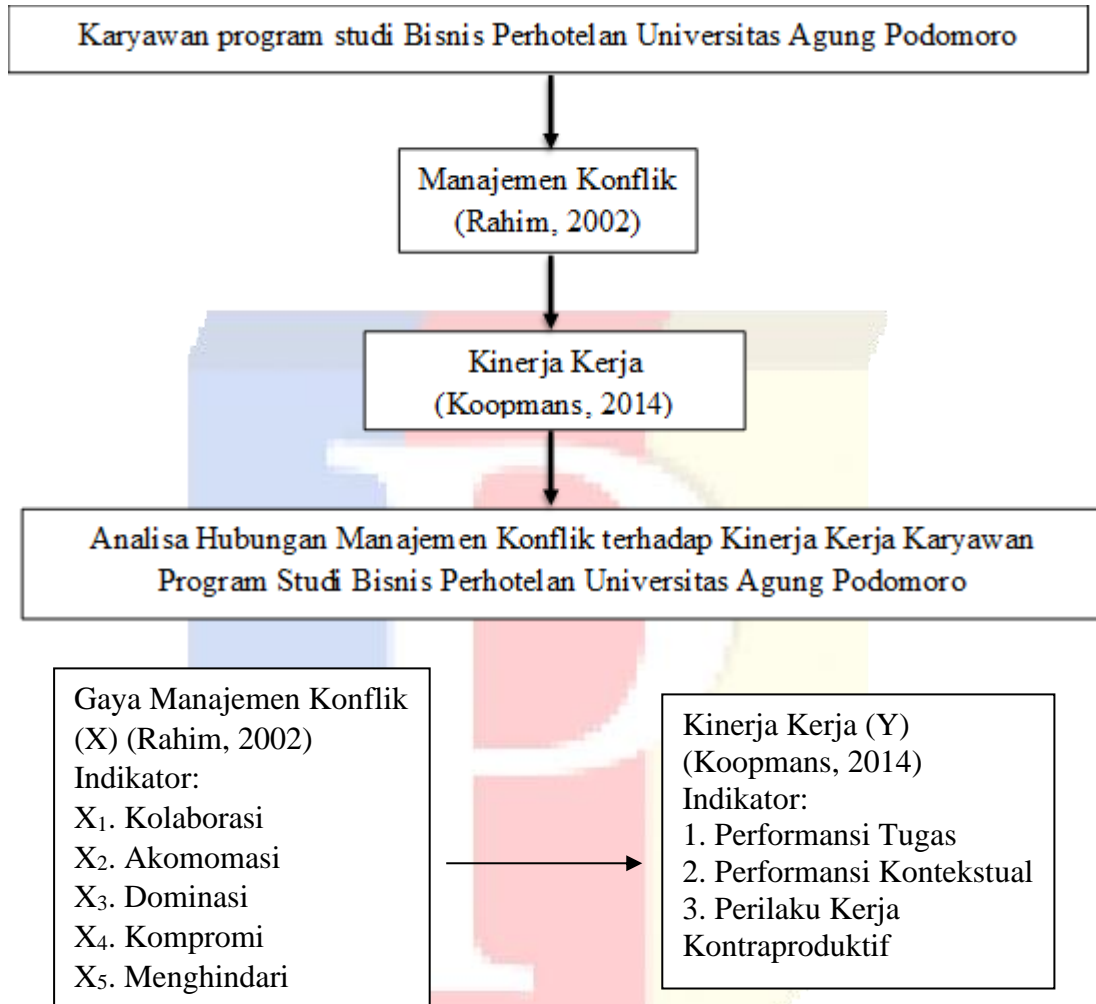 Karyawan program studi Bisnis Perhotelan Universitas Agung Podomoro
Manajemen Konflik
(Rahim, 2002)
Kinerja Kerja
(Koopmans, 2014)
Analisa Hubungan Manajemen Konflik terhadap Kinerja Kerja Karyawan
Program Studi Bisnis Perhotelan Universitas Agung Podomoro
Gaya Manajemen Konflik
(X) (Rahim, 2002)
Indikator:
X₁. Kolaborasi
X₂. Akomomasi
X₃. Dominasi
X₄. Kompromi
X₅. Menghindari
Kinerja Kerja (Y)
(Koopmans, 2014)
Indikator:
1. Performansi Tugas
2. Performansi Kontekstual
3. Perilaku Kerja
Kontraproduktif